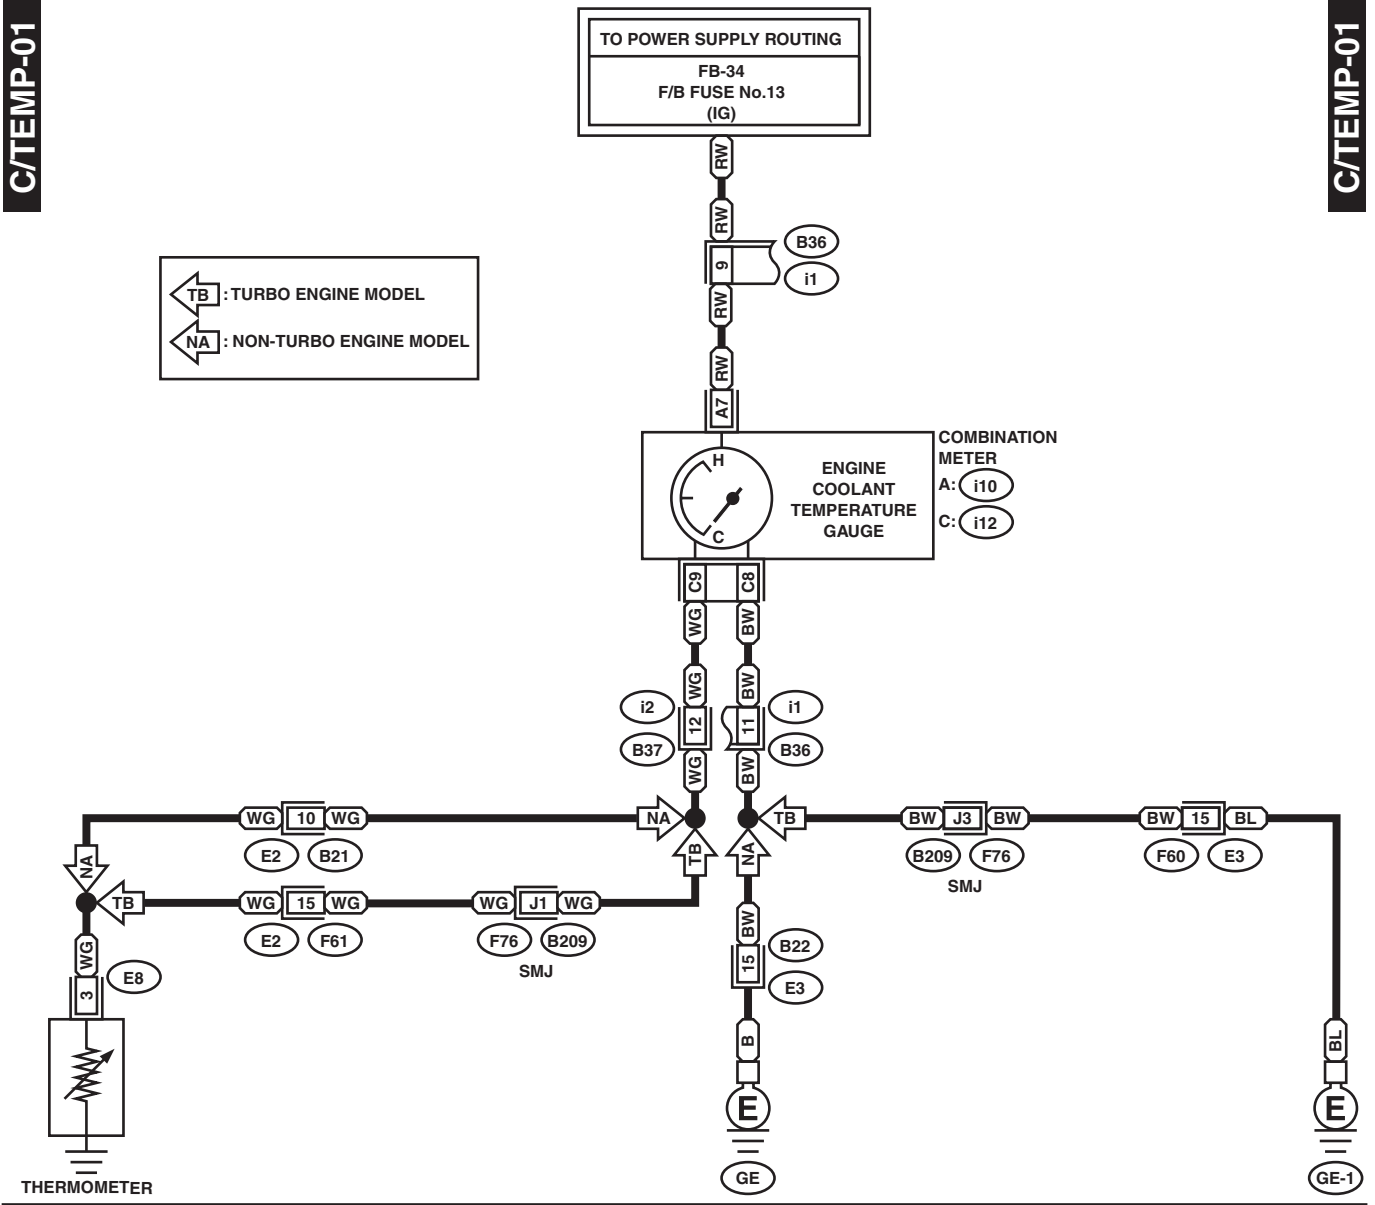 C/TEMP-01
C/TEMP-01
TO POWER SUPPLY ROUTING
FB-34
F/B FUSE No.13
(IG)
RW
RW
9
B36
i1
RW
RW
A7
TB : TURBO ENGINE MODEL
NA : NON-TURBO ENGINE MODEL
H
C
ENGINE
COOLANT
TEMPERATURE
GAUGE
COMBINATION
METER
A: i10
C: i12
C9 C8
WG BW
WG BW
i2 12 11 i1
B37 B36
WG BW
WG 10 WG NA TB BW J3 BW BW 15 BL
E2 B21 B209 F76 F60 E3
SMJ
NA TB NA
TB WG 15 WG WG J1 WG
E2 F61 F76 B209
SMJ
WG
3
E8
BW
15
B22
E3
B
BL
E
E
GE
GE-1
THERMOMETER